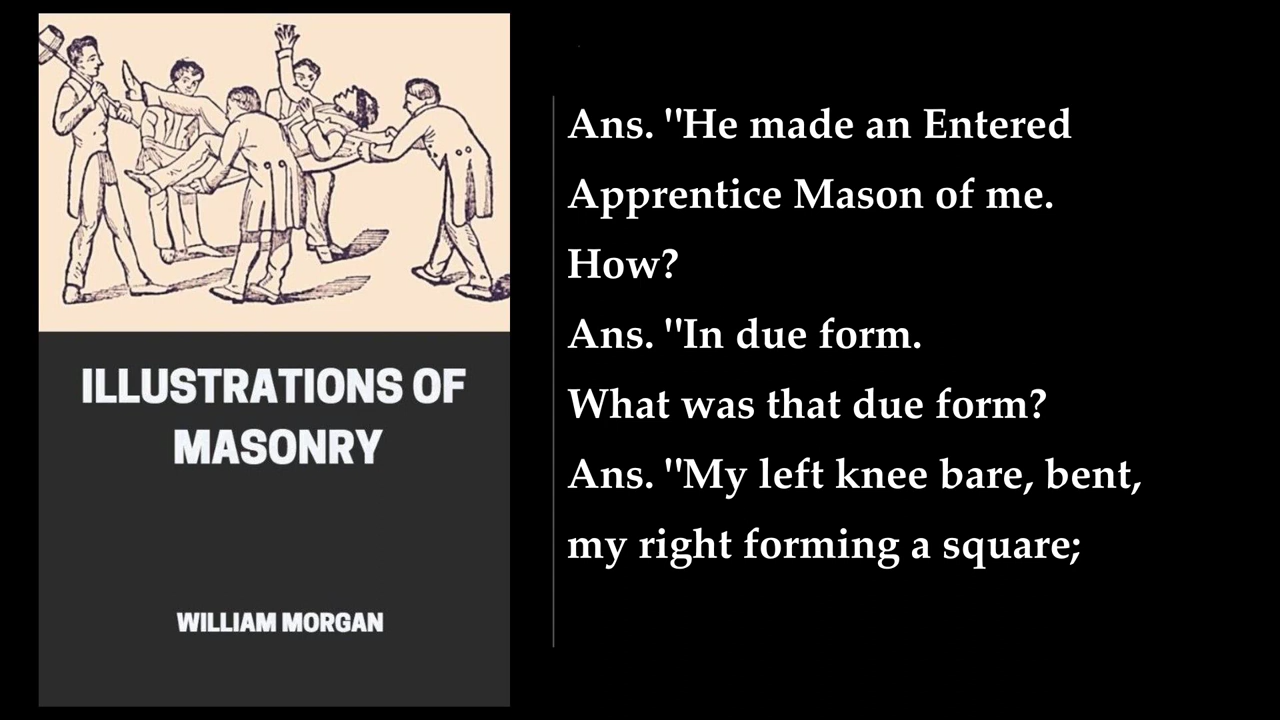 ILLUSTRATIONS OF
MASONRY
WILLIAM MORGAN
Ans. "He made an Entered
Apprentice Mason of me.
How?
Ans. "In due form.
What was that due form?
Ans. "My left knee bare, bent,
my right forming a square;